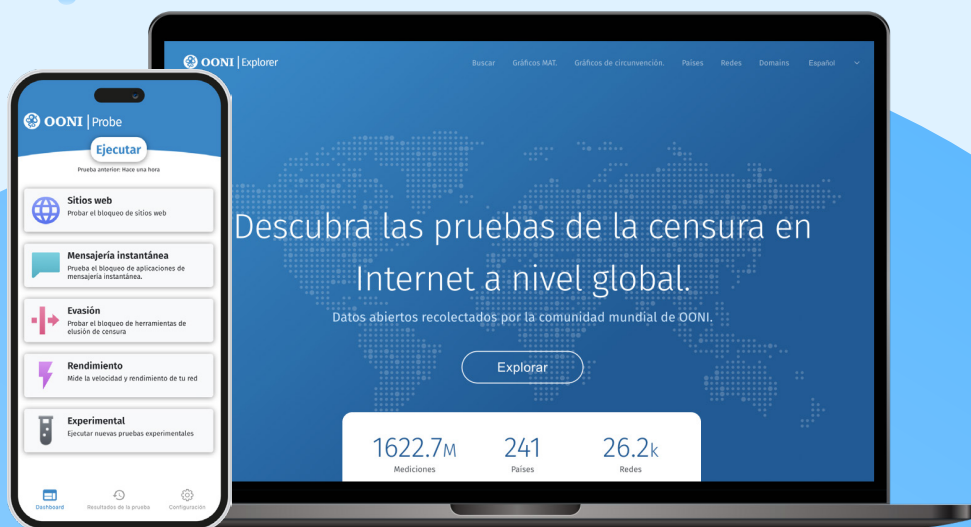 OONI | Explorer
Buscar Gráficos MAT. Gráficos de circunvención. Países Redes Domains Español
Descubra las pruebas de la censura en
Internet a nivel global.
Datos abiertos recolectados por la comunidad mundial de OONI.
Explorar
1622.7M 241 26.2k
Mediciones Países Redes
OONI | Probe
Ejecutar
Prueba anterior: Hace una hora
Sitios web
Probar el bloqueo de sitios web
Mensajería instantánea
Prueba el bloqueo de aplicaciones de
mensajería instantánea.
Evasión
Probar el bloqueo de herramientas de
elusión de censura
Rendimiento
Mide la velocidad y rendimiento de tu red
Experimental
Ejecutar nuevas pruebas experimentales
Dashboard Resultados de la prueba Configuración